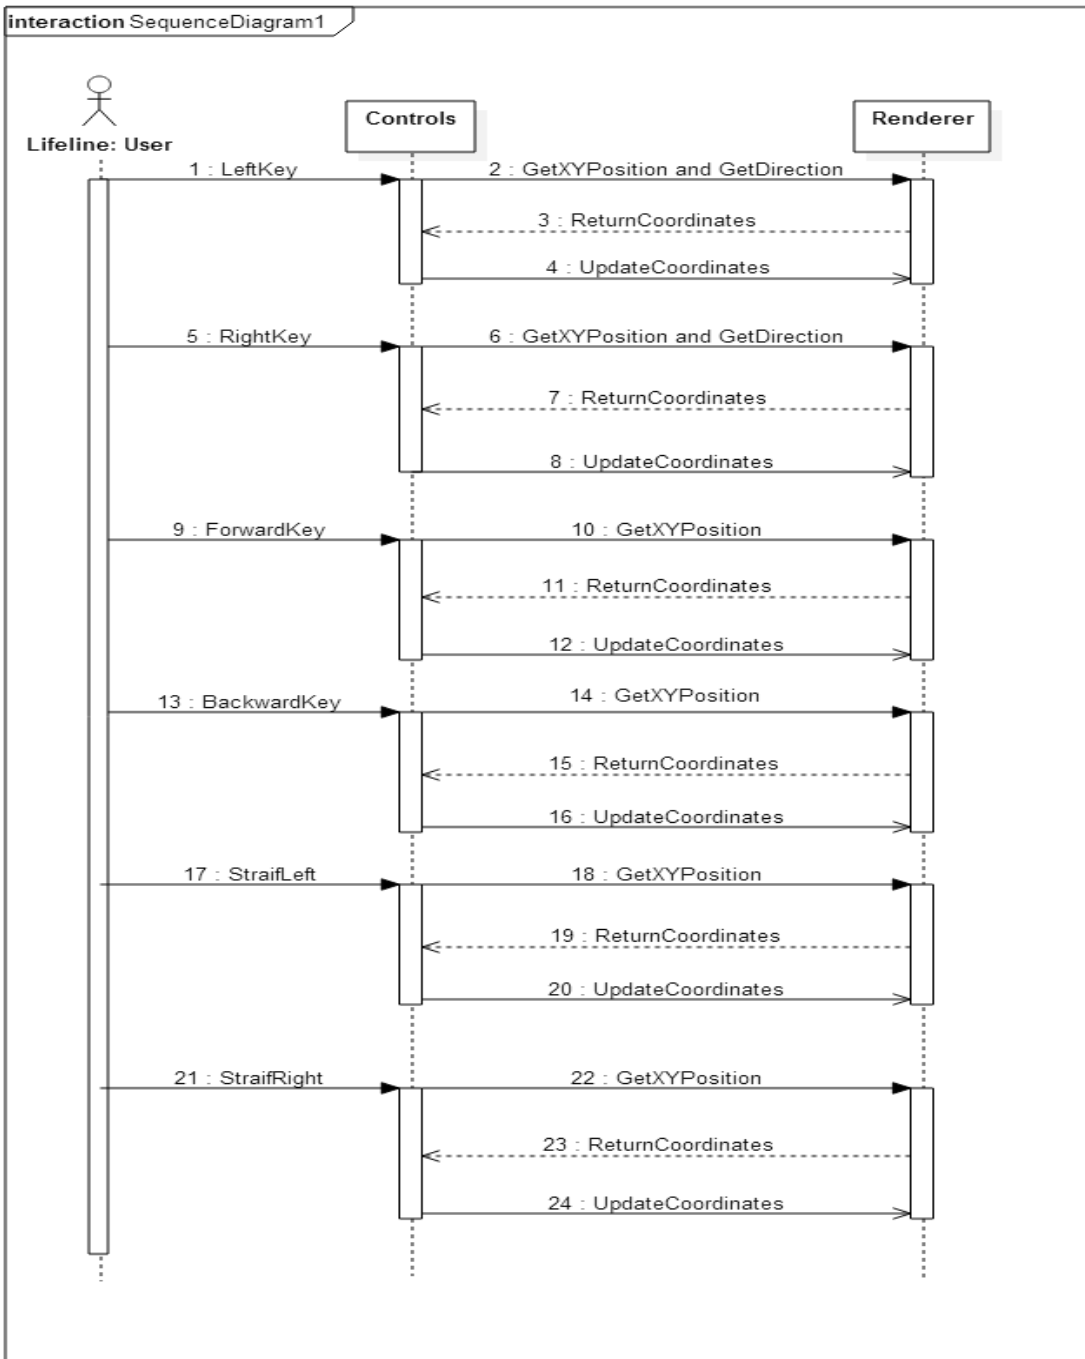 interaction SequenceDiagram1
Lifeline: User
Controls
Renderer
1 : LeftKey
2 : GetXYPosition and GetDirection
3 : ReturnCoordinates
4 : UpdateCoordinates
5 : RightKey
6 : GetXYPosition and GetDirection
7 : ReturnCoordinates
8 : UpdateCoordinates
9 : ForwardKey
10 : GetXYPosition
11 : ReturnCoordinates
12 : UpdateCoordinates
13 : BackwardKey
14 : GetXYPosition
15 : ReturnCoordinates
16 : UpdateCoordinates
17 : StraifLeft
18 : GetXYPosition
19 : ReturnCoordinates
20 : UpdateCoordinates
21 : StraifRight
22 : GetXYPosition
23 : ReturnCoordinates
24 : UpdateCoordinates